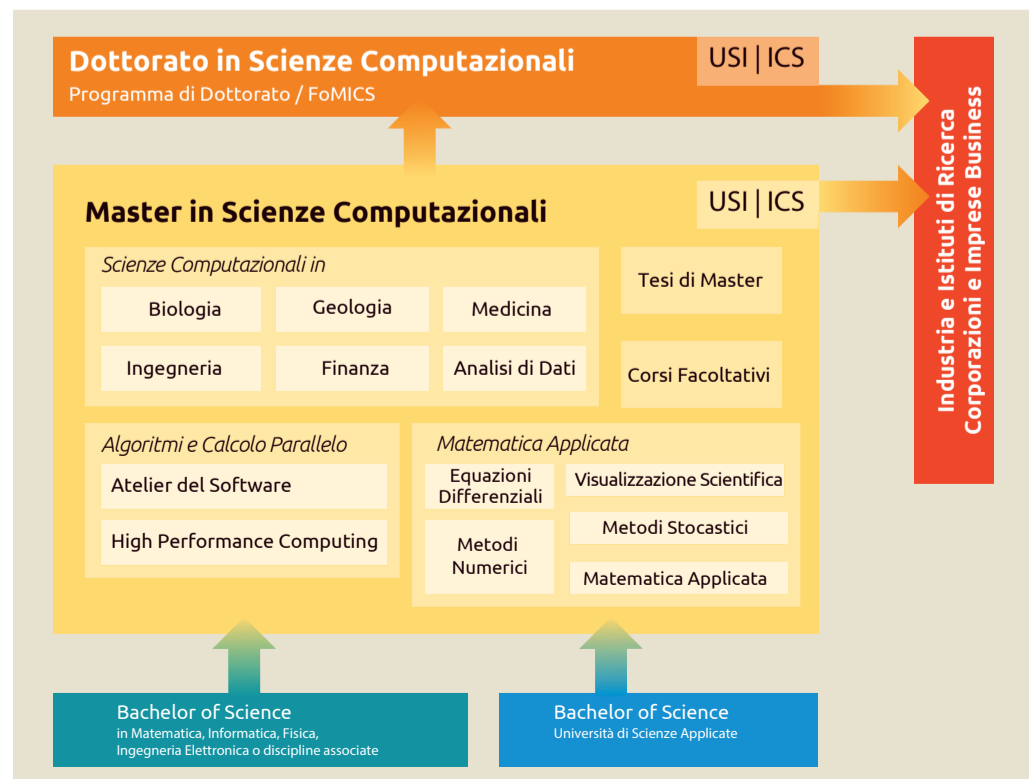 Dottorato in Scienze Computazionali
USI | ICS
Programma di Dottorato / FoMICS
Industria e Istituti di Ricerca
Corporazioni e Imprese Business
Master in Scienze Computazionali
USI | ICS
Scienze Computazionali in
Biologia
Geologia
Medicina
Ingegneria
Finanza
Analisi di Dati
Tesi di Master
Corsi Facoltativi
Algoritmi e Calcolo Parallelo
Atelier del Software
High Performance Computing
Matematica Applicata
Equazioni
Differenziali
Visualizzazione Scientifica
Metodi
Numerici
Metodi Stocastici
Matematica Applicata
Bachelor of Science
in Matematica, Informatica, Fisica,
Ingegneria Elettronica o discipline associate
Bachelor of Science
Università di Scienze Applicate